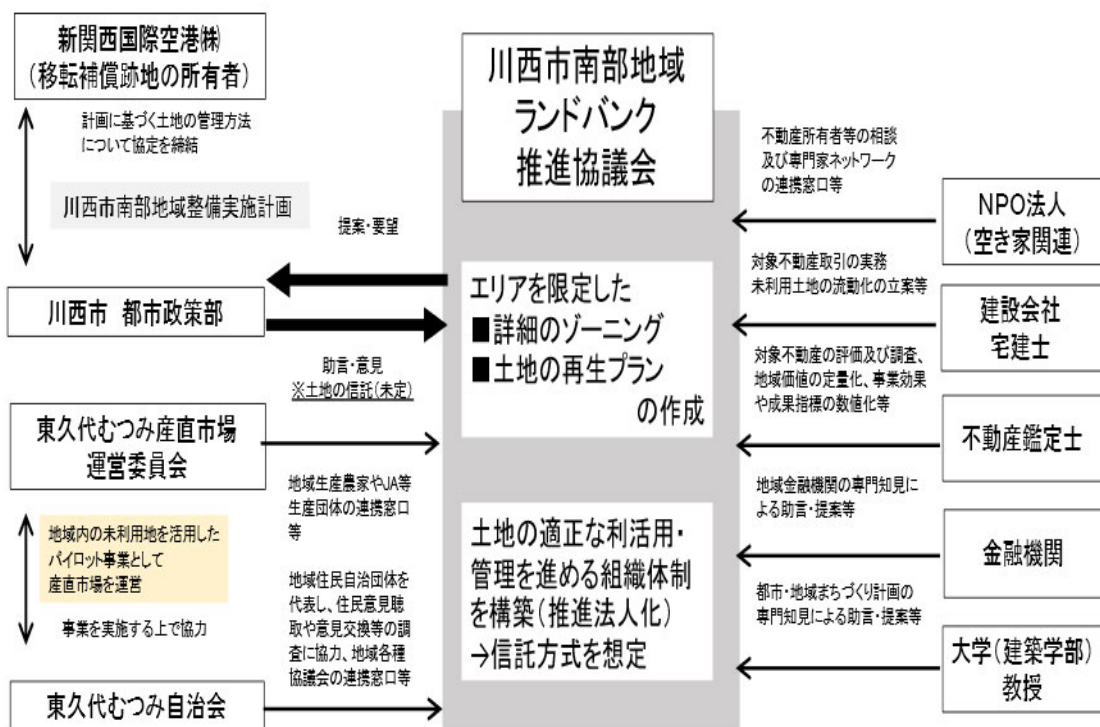 新関西国際空港㈱
(移転補償跡地の所有者)
計画に基づく土地の管理方法
について協定を締結
川西市南部地域整備実施計画
提案・要望
川西市 都市政策部
助言・意見
※土地の信託(未定)
東久代むつみ産直市場
運営委員会
地域生産農家やJA等
生産団体の連携窓口
等
地域内の未利用地を活用した
パイロット事業として
産直市場を運営
事業を実施する上で協力
地域住民自治団体を
代表し、住民意見聴
取や意見交換等の調
査に協力、地域各種
協議会の連携窓口等
東久代むつみ自治会
川西市南部地域
ランドバンク
推進協議会
エリアを限定した
■詳細のゾーニング
■土地の再生プラン
の作成
土地の適正な利活用・
管理を進める組織体制
を構築(推進法人化)
→信託方式を想定
不動産所有者等の相談
及び専門家ネットワーク
の連携窓口等
NPO法人
(空き家関連)
対象不動産取引の実務
未利用土地の流動化の立案等
建設会社
宅建士
対象不動産の評価及び調査、
地域価値の定量化、事業効果
や成果指標の数値化等
不動産鑑定士
地域金融機関の専門知見に
よる助言・提案等
金融機関
都市・地域まちづくり計画の
専門知見による助言・提案等
大学(建築学部)
教授